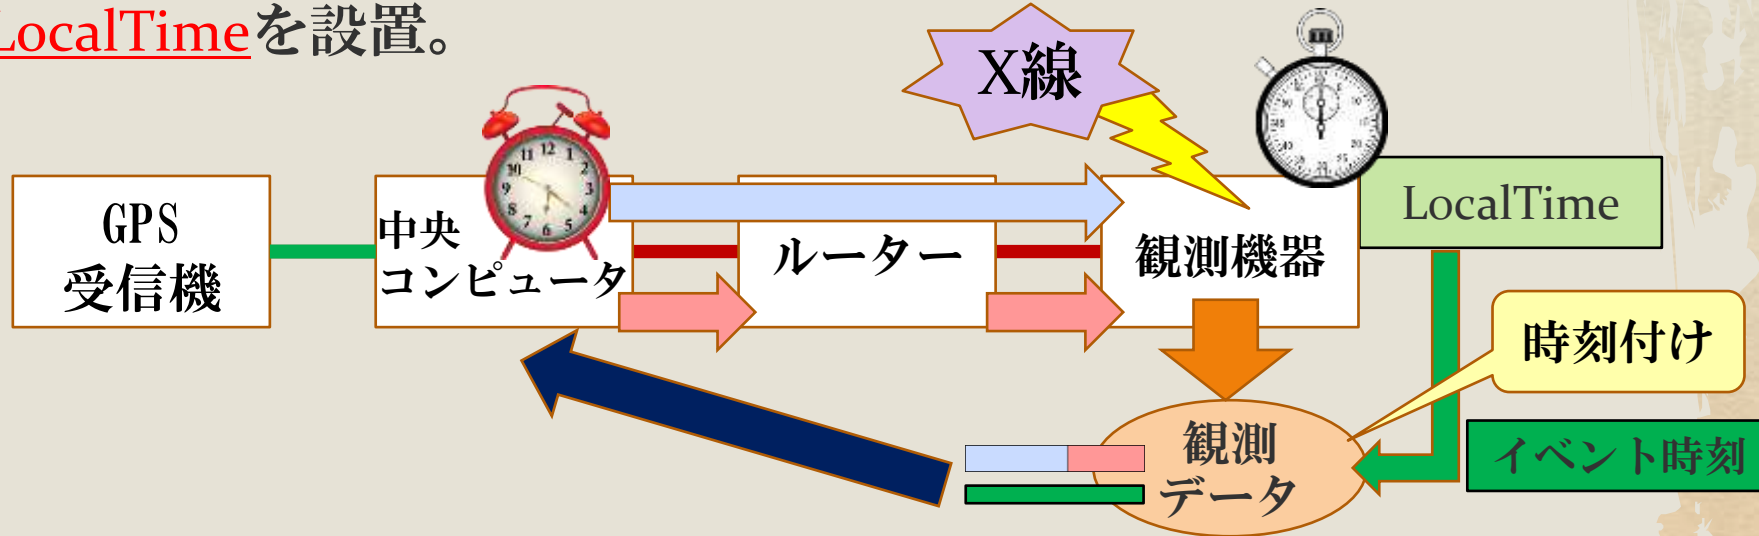 LocalTimeを設置。
X線
GPS
受信機
中央
コンピュータ
ルーター
観測機器
LocalTime
時刻付け
イベント時刻
観測
データ